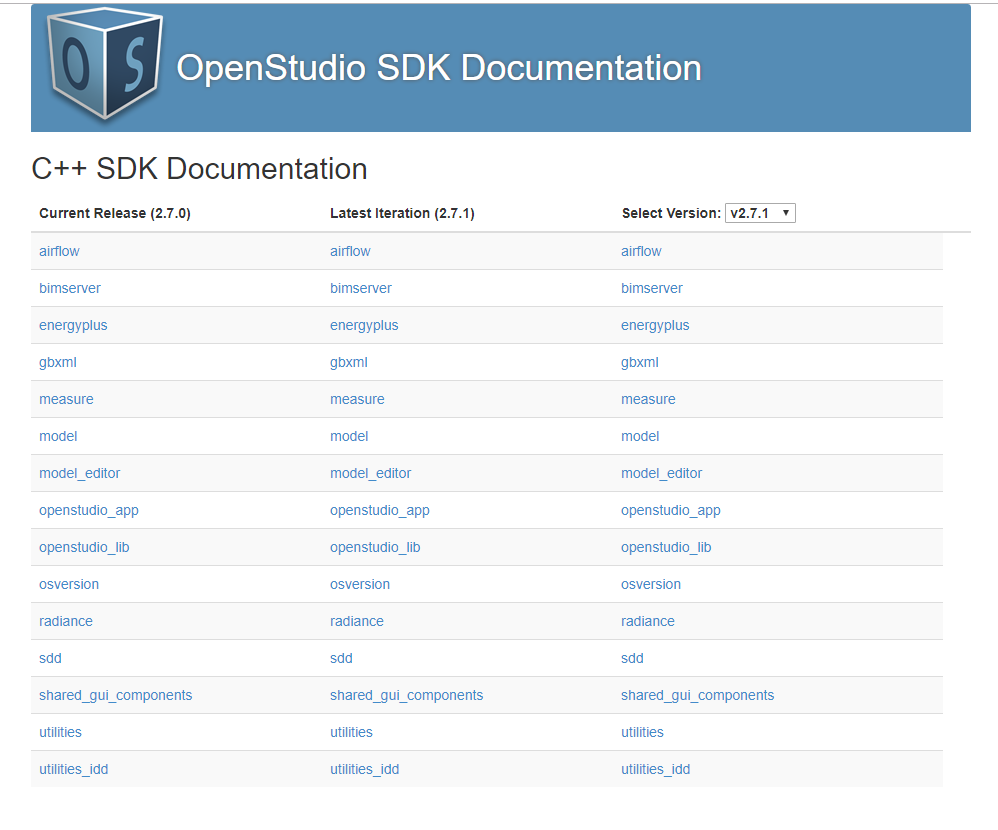 O S
OpenStudio SDK Documentation
C++ SDK Documentation
Current Release (2.7.0) Latest Iteration (2.7.1) Select Version: v2.7.1
airflow airflow airflow
bimserver bimserver bimserver
energyplus energyplus energyplus
gbxml gbxml gbxml
measure measure measure
model model model
model_editor model_editor model_editor
openstudio_app openstudio_app openstudio_app
openstudio_lib openstudio_lib openstudio_lib
osversion osversion osversion
radiance radiance radiance
sdd sdd sdd
shared_gui_components shared_gui_components shared_gui_components
utilities utilities utilities
utilities_idd utilities_idd utilities_idd